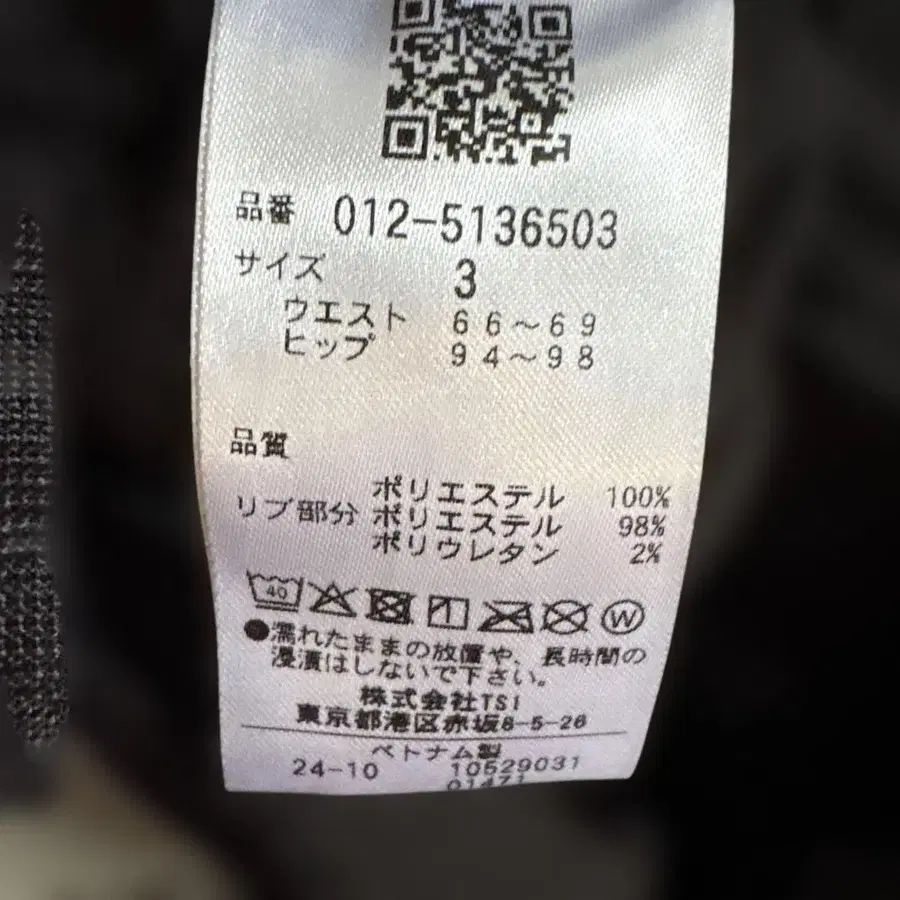 品番 012-5136503
サイズ 3
ウエスト 66~69
ヒップ 94~98
品質
ポリエステル 100%
リブ部分 ポリエステル 98%
ポリウレタン 2%
40
W
●濡れたままの放置や、長時間の
浸漬はしないで下さい。
株式会社TSI
東京都港区赤坂8-5-26
ベトナム製
24-10 10529031
01471